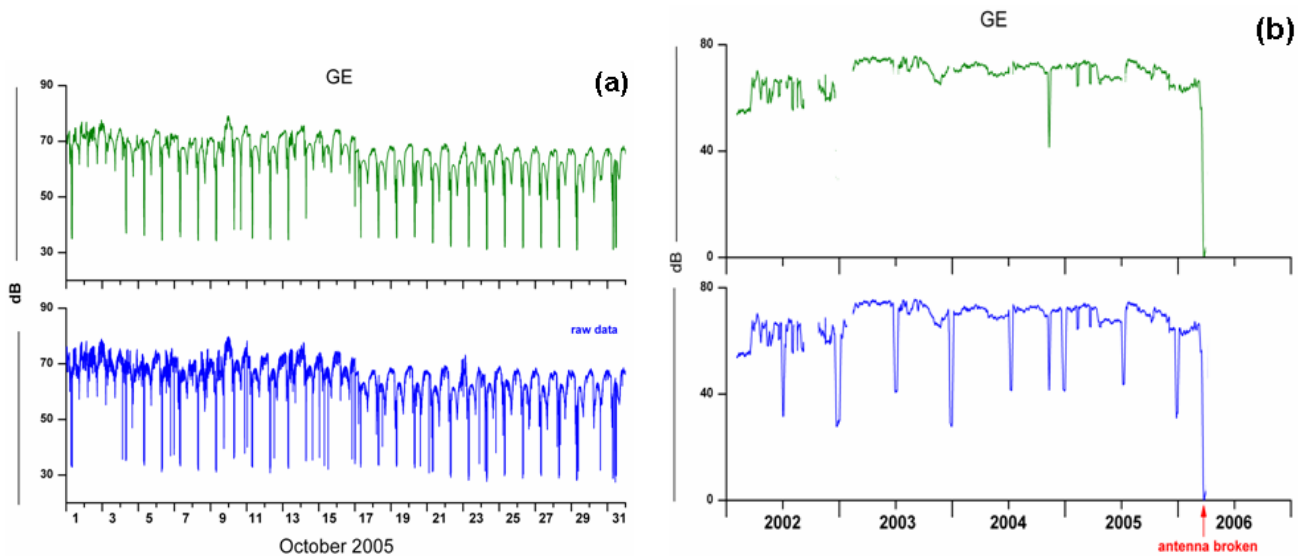 GE
(a)
90
70
50
30
dB
90
70
50
30
raw data
1 3 5 7 9 11 13 15 17 19 21 23 25 27 29 31
October 2005
GE
(b)
80
40
0
dB
80
40
0
2002 2003 2004 2005 2006
antenna broken